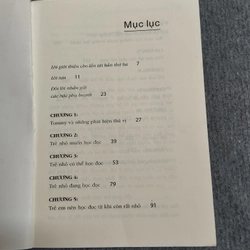 Mục lục
Lời giới thiệu cho lần tái bản thứ ba 7
Lời tựa 11
Đôi lời nhắn gửi
các bậc phụ huynh 23
CHƯƠNG 1:
Tommy và những phát hiện thú vị 27
CHƯƠNG 2:
Trẻ nhỏ muốn học đọc 39
CHƯƠNG 3:
Trẻ nhỏ có thể học đọc 53
CHƯƠNG 4:
Trẻ nhỏ đang học đọc 79
CHƯƠNG 5:
Trẻ em nên học đọc từ khi còn rất nhỏ 91